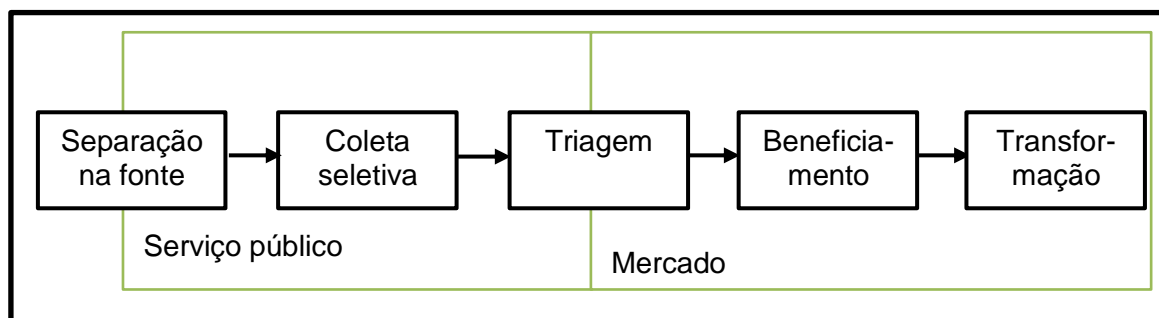 Separação
na fonte
Coleta
seletiva
Triagem
Beneficia-
mento
Transfor-
mação
Serviço público
Mercado